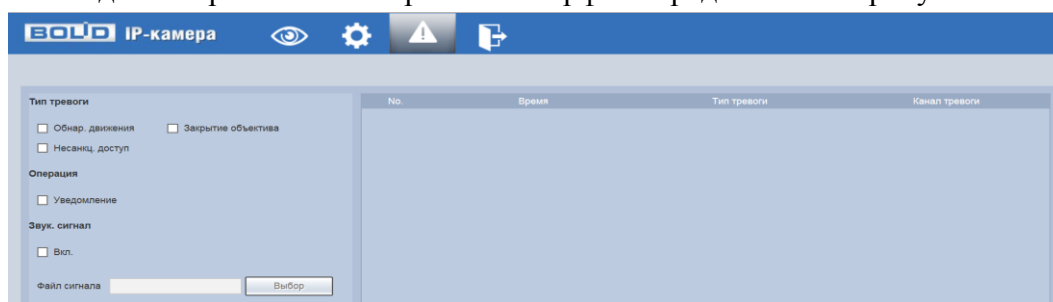 BOLID IP-камера
Тип тревоги
Обнар. движения Закрытие объектива
Несанкц. доступ
Операция
Уведомление
Звук. сигнал
Вкл.
Файл сигнала Выбор
No. Время Тип тревоги Канал тревоги